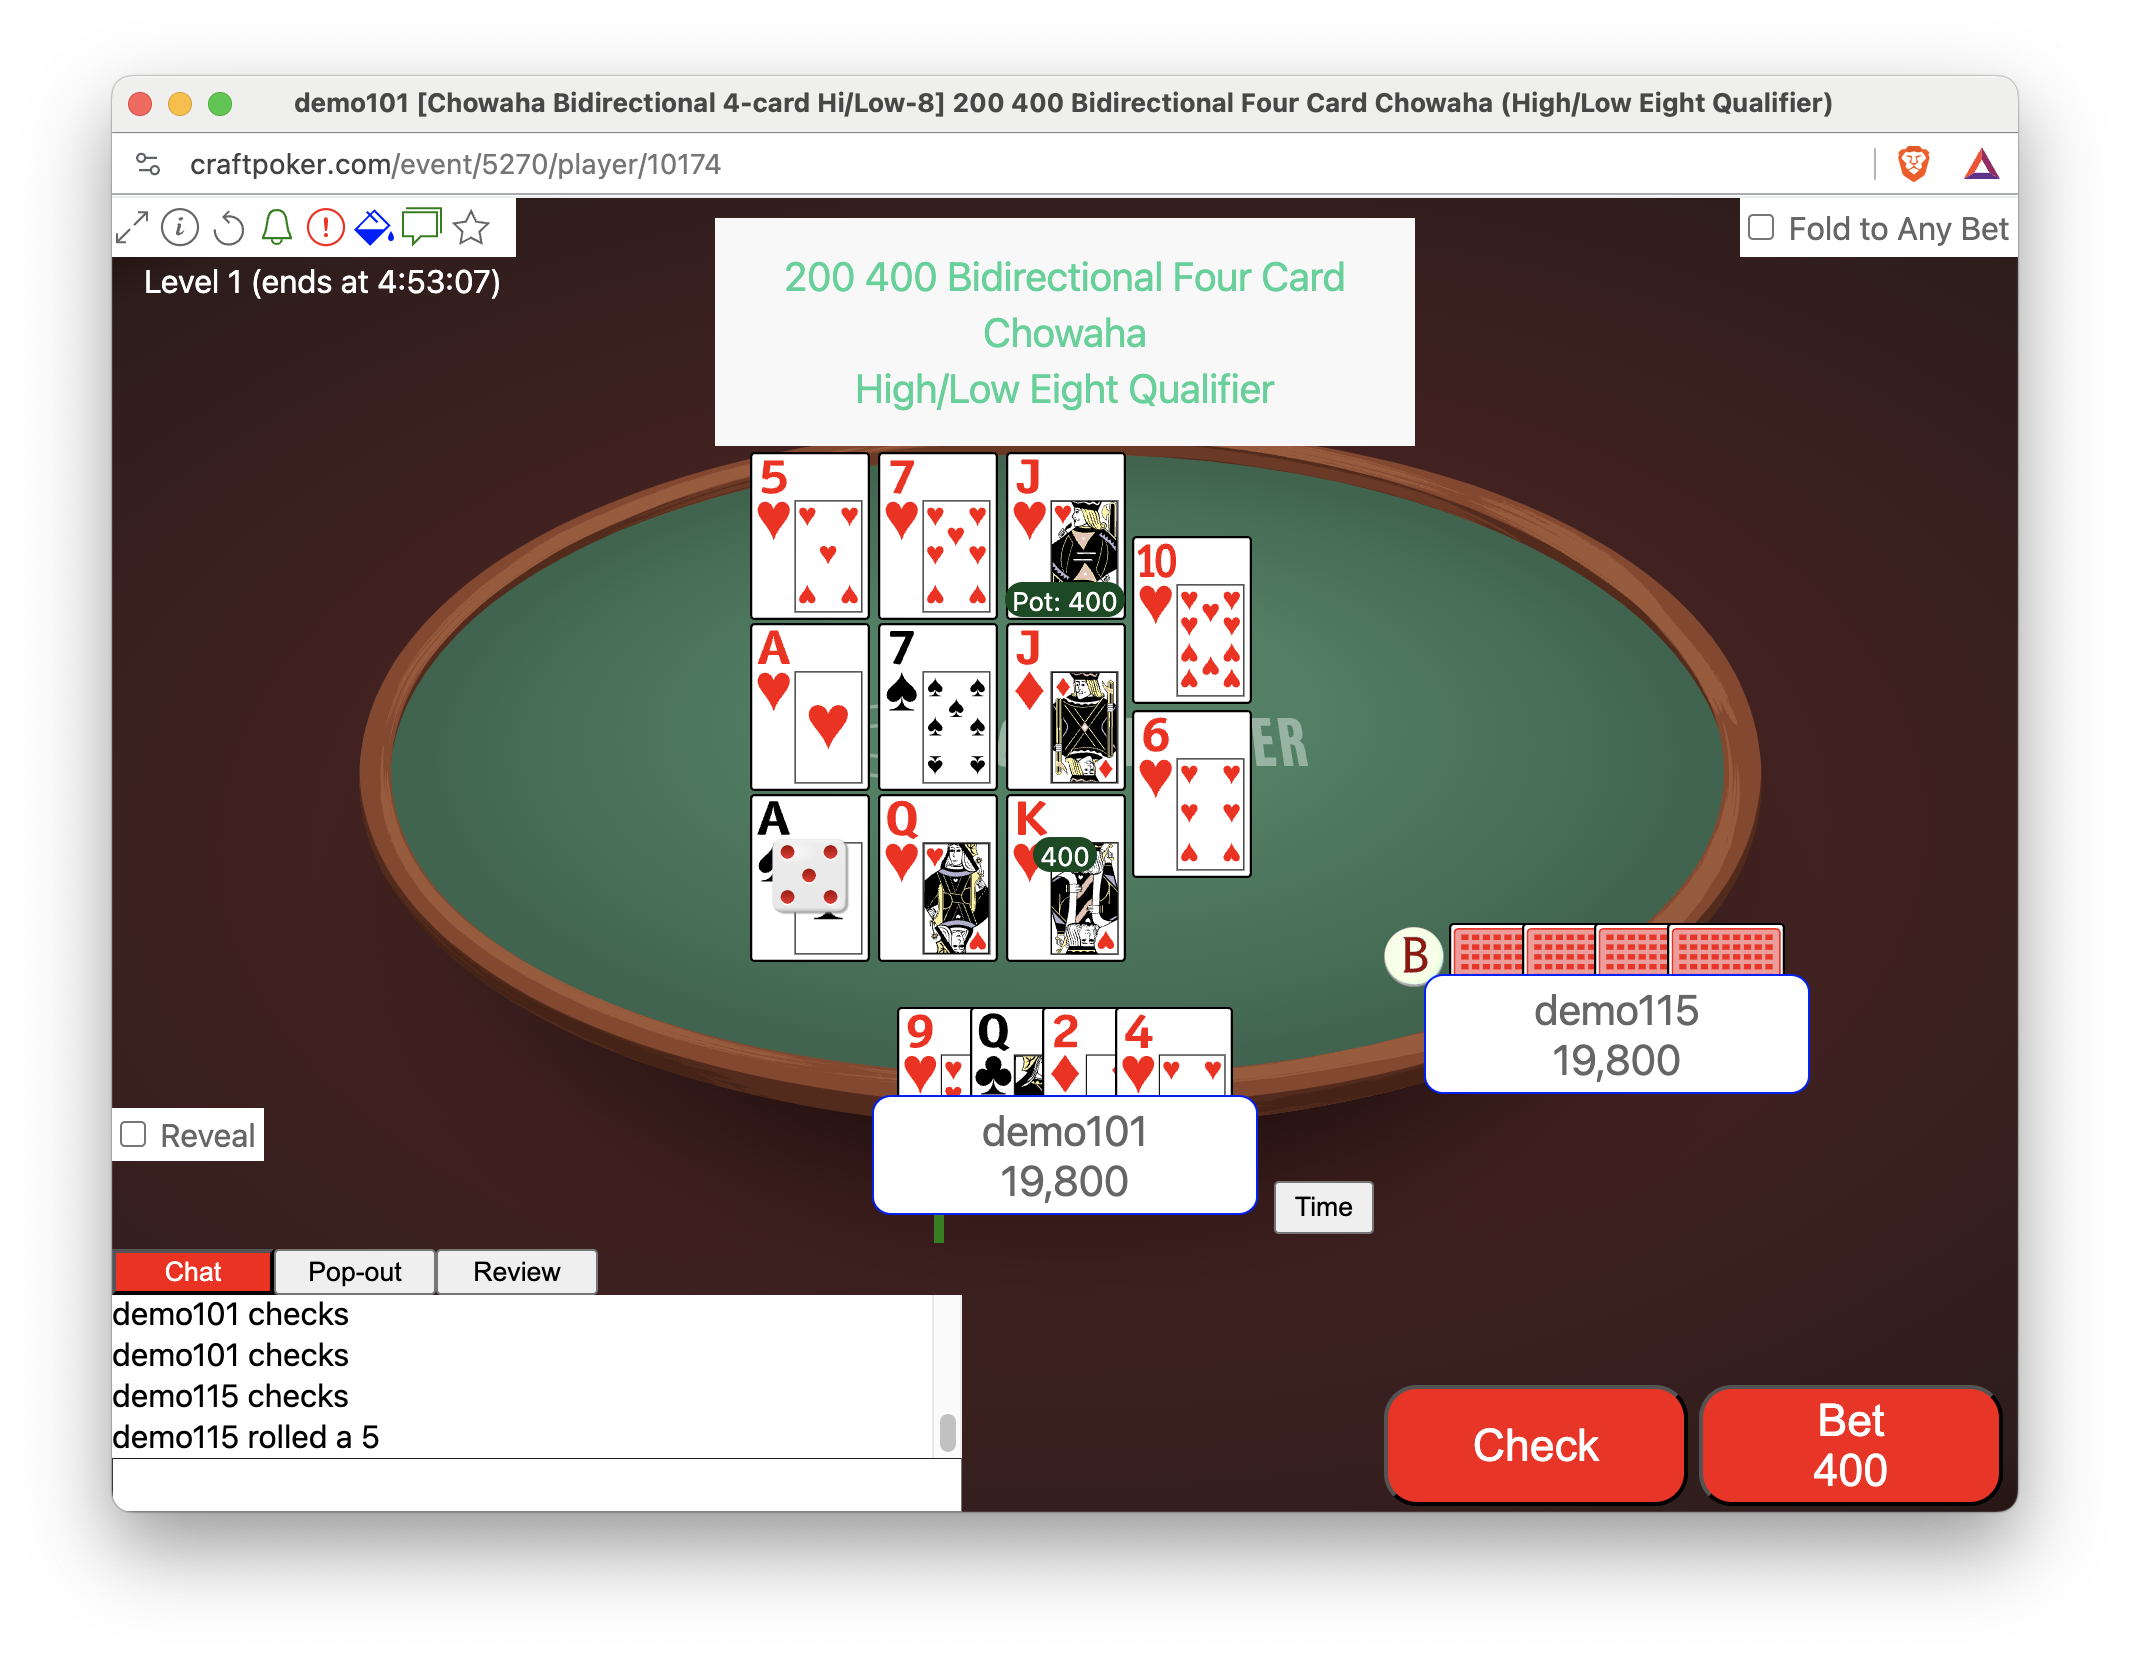 demo101 [Chowaha Bidirectional 4-card Hi/Low-8] 200 400 Bidirectional Four Card Chowaha (High/Low Eight Qualifier)
craftpoker.com/event/5270/player/10174
Fold to Any Bet
Level 1 (ends at 4:53:07)
200 400 Bidirectional Four Card
Chowaha
High/Low Eight Qualifier
5 7 J
10
Pot: 400
A 7 J
6
ER
A Q K
400
B
9 Q 2 4
demo115
19,800
demo101
19,800
Reveal
Time
Chat Pop-out Review
demo101 checks
demo101 checks
demo115 checks
demo115 rolled a 5
Check
Bet
400